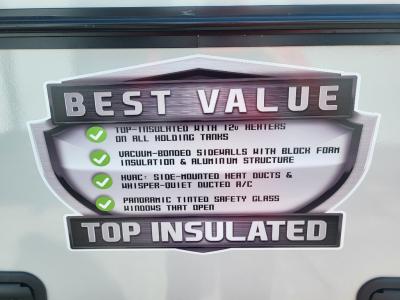 BEST VALUE
TOP-INSULATED WITH 12V HEATERS
ON ALL HOLDING TANKS
VACUUM-BONDED SIDEWALLS WITH BLOCK FOAM
INSULATION & ALUMINUM STRUCTURE
HVAC: SIDE-MOUNTED HEAT DUCTS &
WHISPER-QUIET DUCTED A/C
PANORAMIC TINTED SAFETY GLASS
WINDOWS THAT OPEN
TOP INSULATED